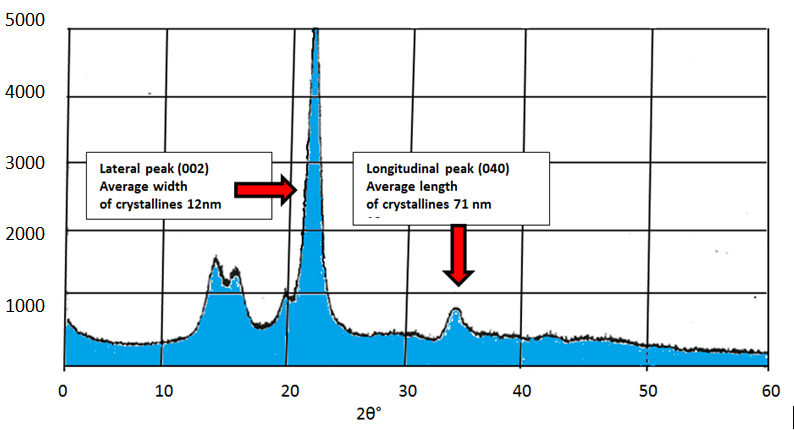 5000
4000
3000
2000
1000
Lateral peak (002)
Average width
of crystallines 12nm
Longitudinal peak (040)
Average length
of crystallines 71 nm
0 10 20 30 40 50 60
2θ°